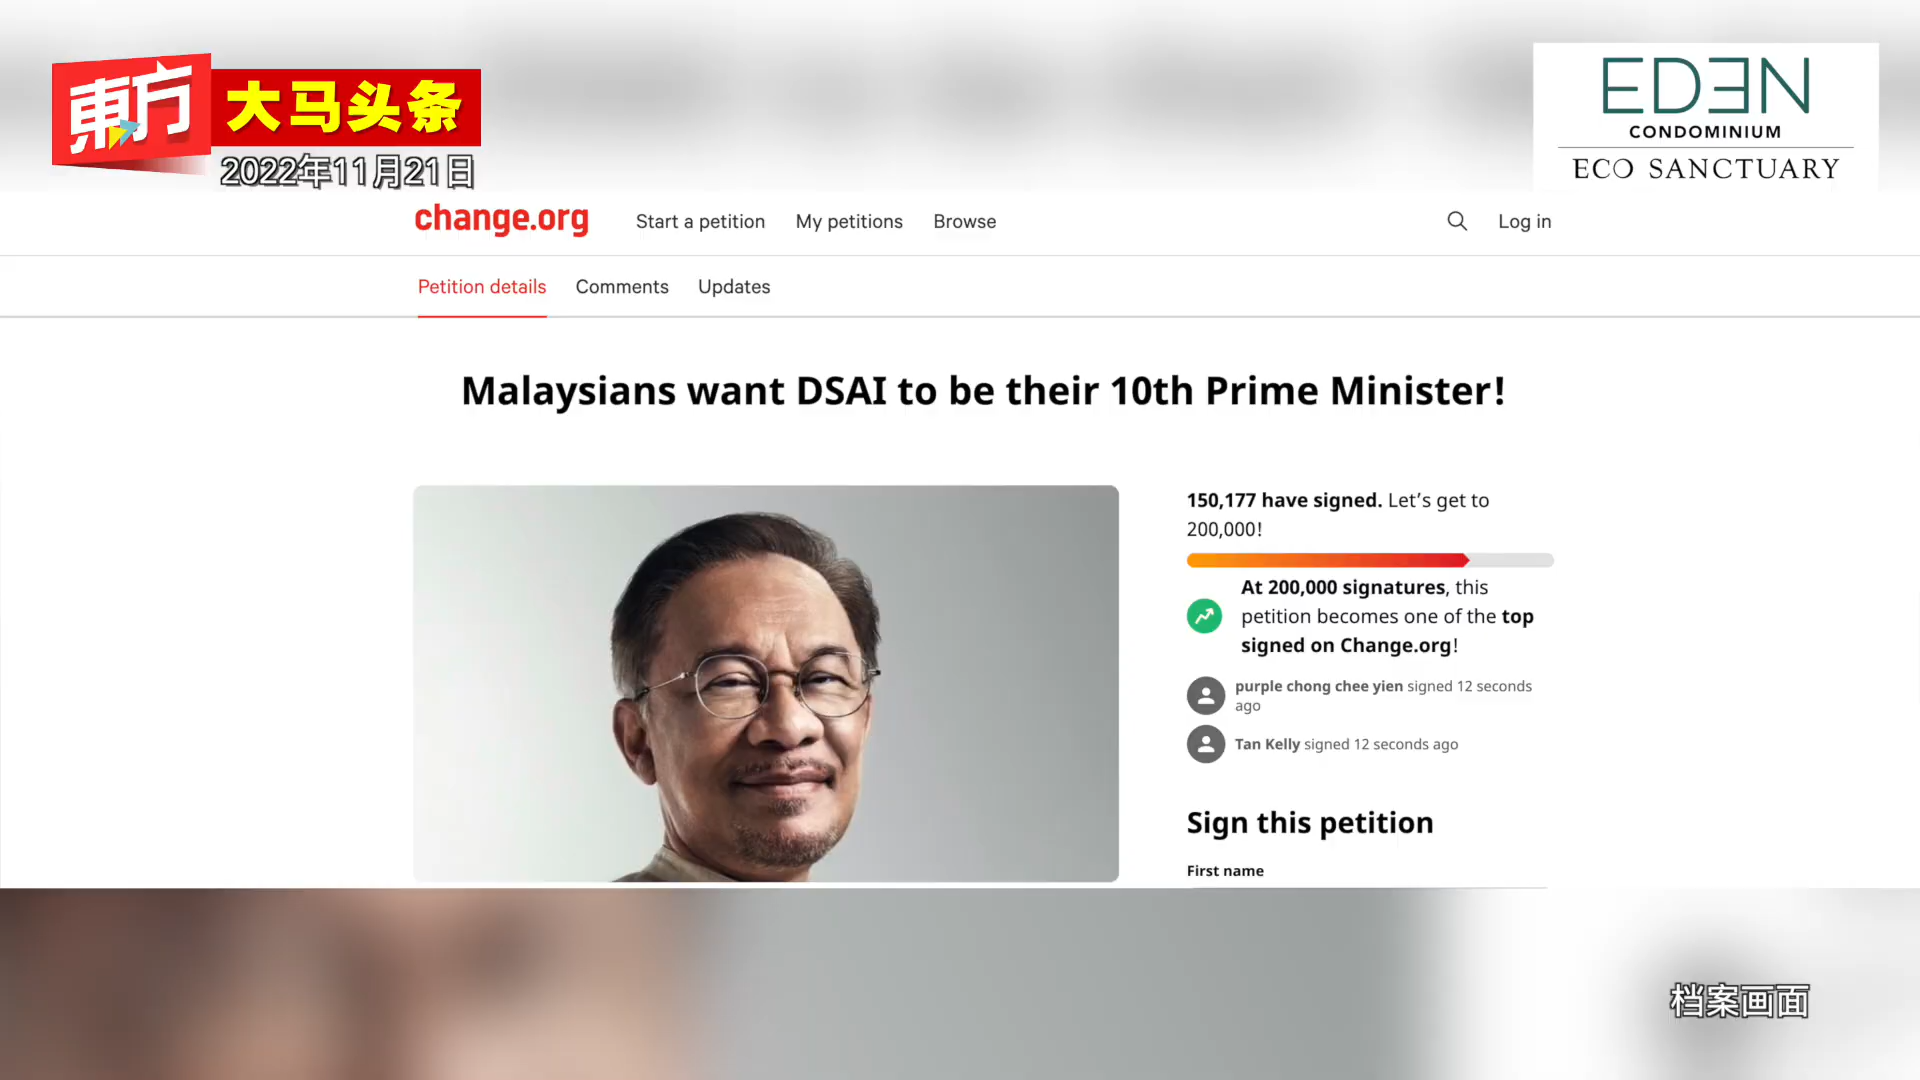 東方
大马头条
2022年11月21日
EDEN
CONDOMINIUM
ECO SANCTUARY
change.org
Start a petition
My petitions
Browse
Log in
Petition details
Comments
Updates
Malaysians want DSAI to be their 10th Prime Minister!
150,177 have signed. Let’s get to
200,000!
At 200,000 signatures, this
petition becomes one of the top
signed on Change.org!
purple chong chee yien signed 12 seconds
ago
Tan Kelly signed 12 seconds ago
Sign this petition
First name
档案画面